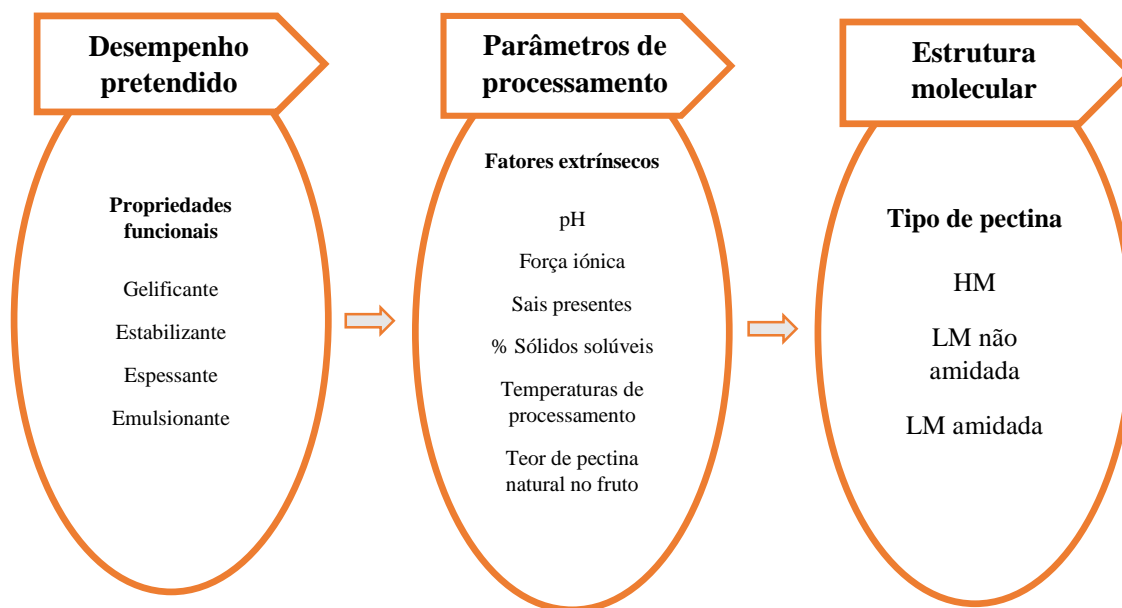 Desempenho
pretendido
Propriedades
funcionais
Gelificante
Estabilizante
Espessante
Emulsionante
Parâmetros de
processamento
Fatores extrínsecos
pH
Força iónica
Sais presentes
% Sólidos solúveis
Temperaturas de
processamento
Teor de pectina
natural no fruto
Estrutura
molecular
Tipo de pectina
HM
LM não
amidada
LM amidada